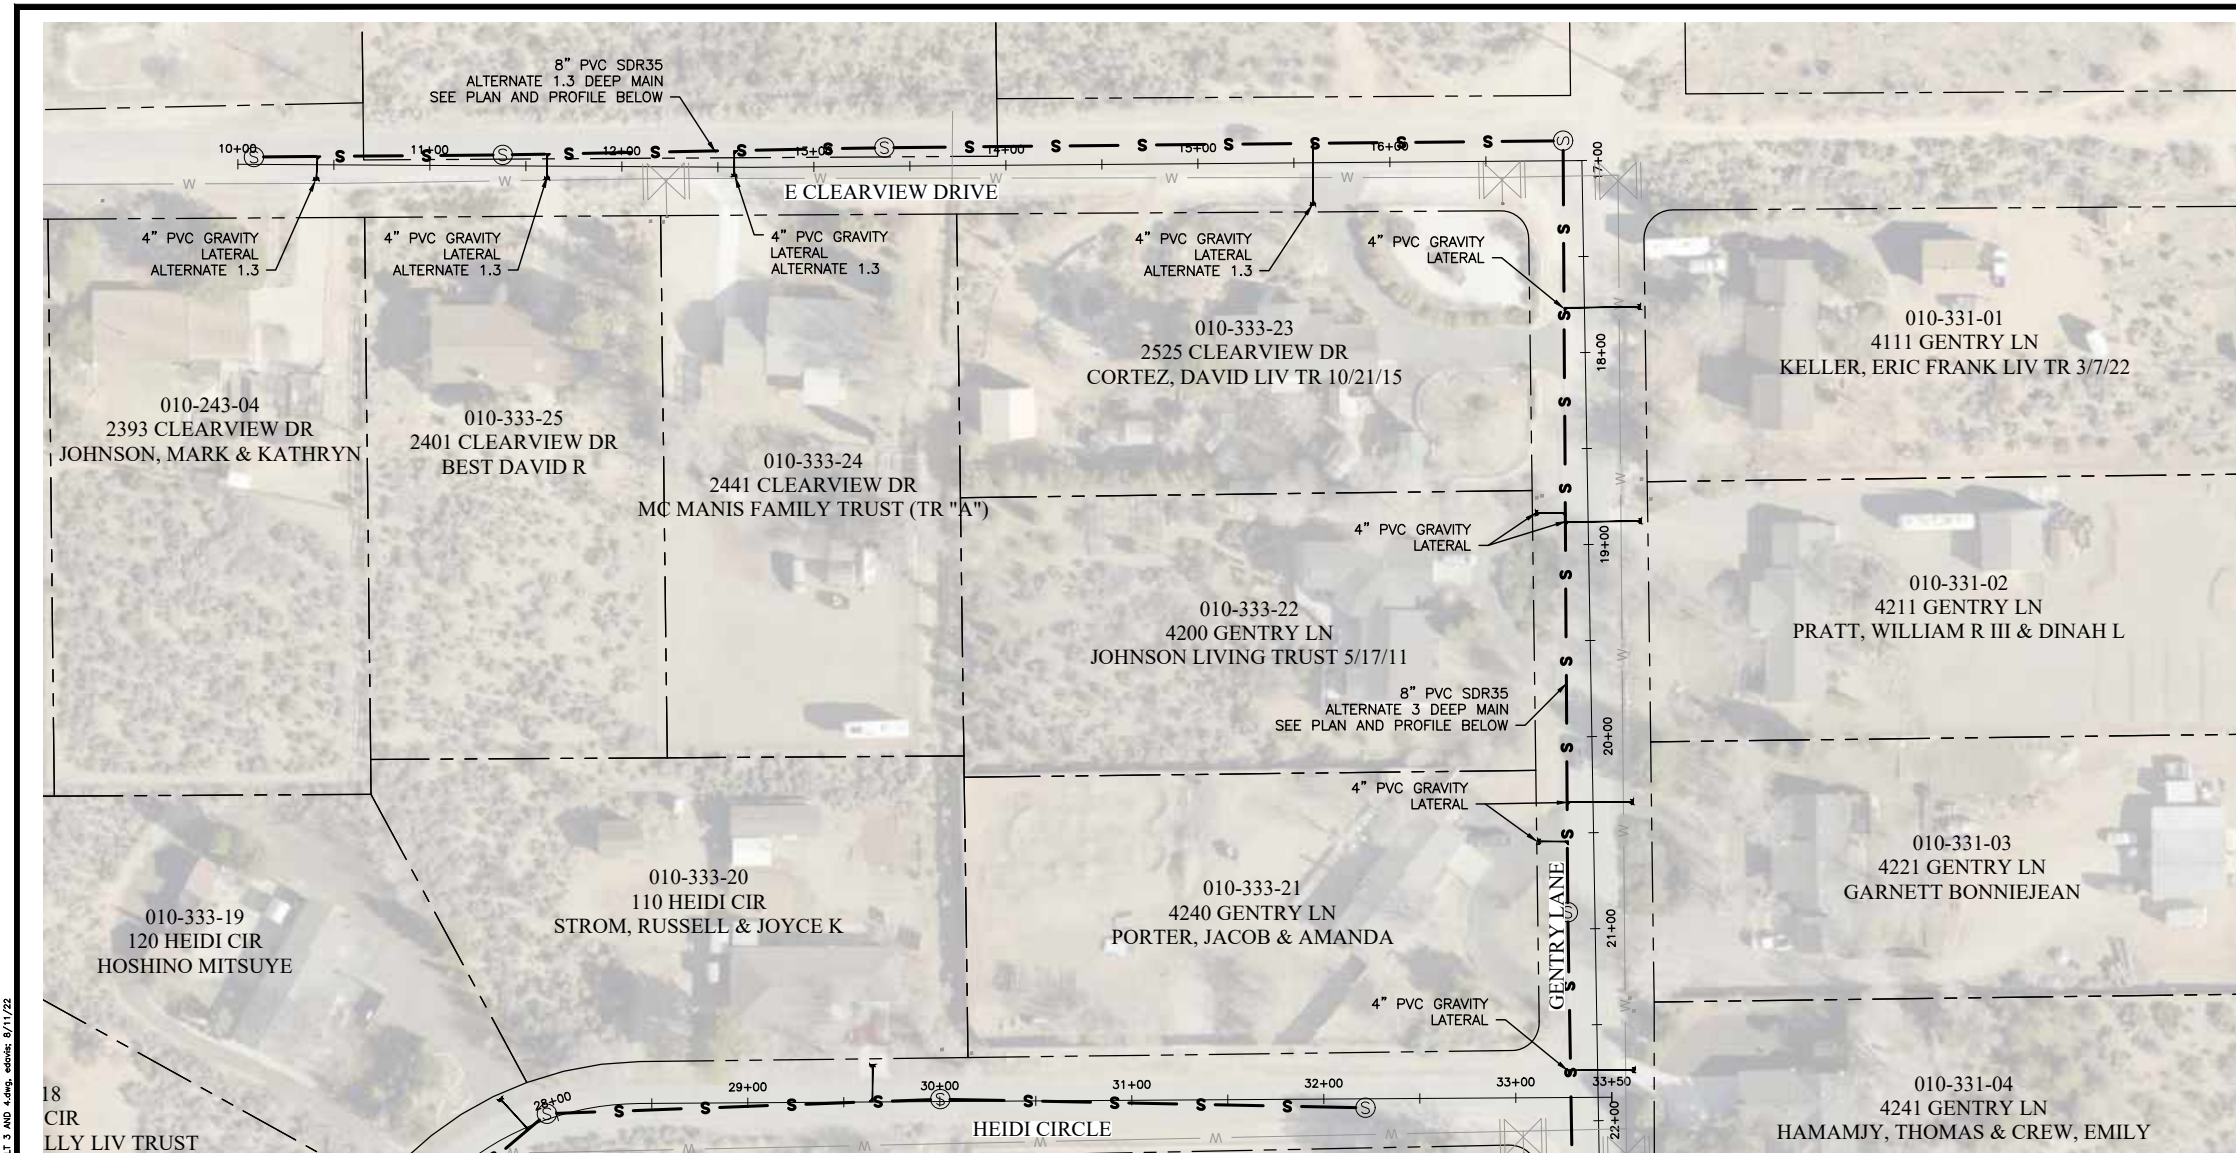 8" PVC SDR35
ALTERNATE 1.3 DEEP MAIN
SEE PLAN AND PROFILE BELOW
10+00
11+00
12+00
13+00
14+00
15+00
16+00
17+00
E CLEARVIEW DRIVE
4" PVC GRAVITY
LATERAL
ALTERNATE 1.3
4" PVC GRAVITY
LATERAL
ALTERNATE 1.3
4" PVC GRAVITY
LATERAL
ALTERNATE 1.3
4" PVC GRAVITY
LATERAL
ALTERNATE 1.3
4" PVC GRAVITY
LATERAL
010-243-04
2393 CLEARVIEW DR
JOHNSON, MARK & KATHRYN
010-333-25
2401 CLEARVIEW DR
BEST DAVID R
010-333-24
2441 CLEARVIEW DR
MC MANIS FAMILY TRUST (TR "A")
010-333-23
2525 CLEARVIEW DR
CORTEZ, DAVID LIV TR 10/21/15
010-331-01
4111 GENTRY LN
KELLER, ERIC FRANK LIV TR 3/7/22
18+00
4" PVC GRAVITY
LATERAL
19+00
010-333-22
4200 GENTRY LN
JOHNSON LIVING TRUST 5/17/11
010-331-02
4211 GENTRY LN
PRATT, WILLIAM R III & DINAH L
8" PVC SDR35
ALTERNATE 3 DEEP MAIN
SEE PLAN AND PROFILE BELOW
20+00
4" PVC GRAVITY
LATERAL
010-333-19
120 HEIDI CIR
HOSHINO MITSUYE
010-333-20
110 HEIDI CIR
STROM, RUSSELL & JOYCE K
010-333-21
4240 GENTRY LN
PORTER, JACOB & AMANDA
GENTRY LANE
21+00
010-331-03
4221 GENTRY LN
GARNETT BONNIEJEAN
4" PVC GRAVITY
LATERAL
28+00
29+00
30+00
31+00
32+00
33+00
33+50
22+00
HEIDI CIRCLE
010-331-04
4241 GENTRY LN
HAMAMJY, THOMAS & CREW, EMILY
18
CIR
LLY LIV TRUST
LT 3 AND 4.dwg, edavis; 8/11/22